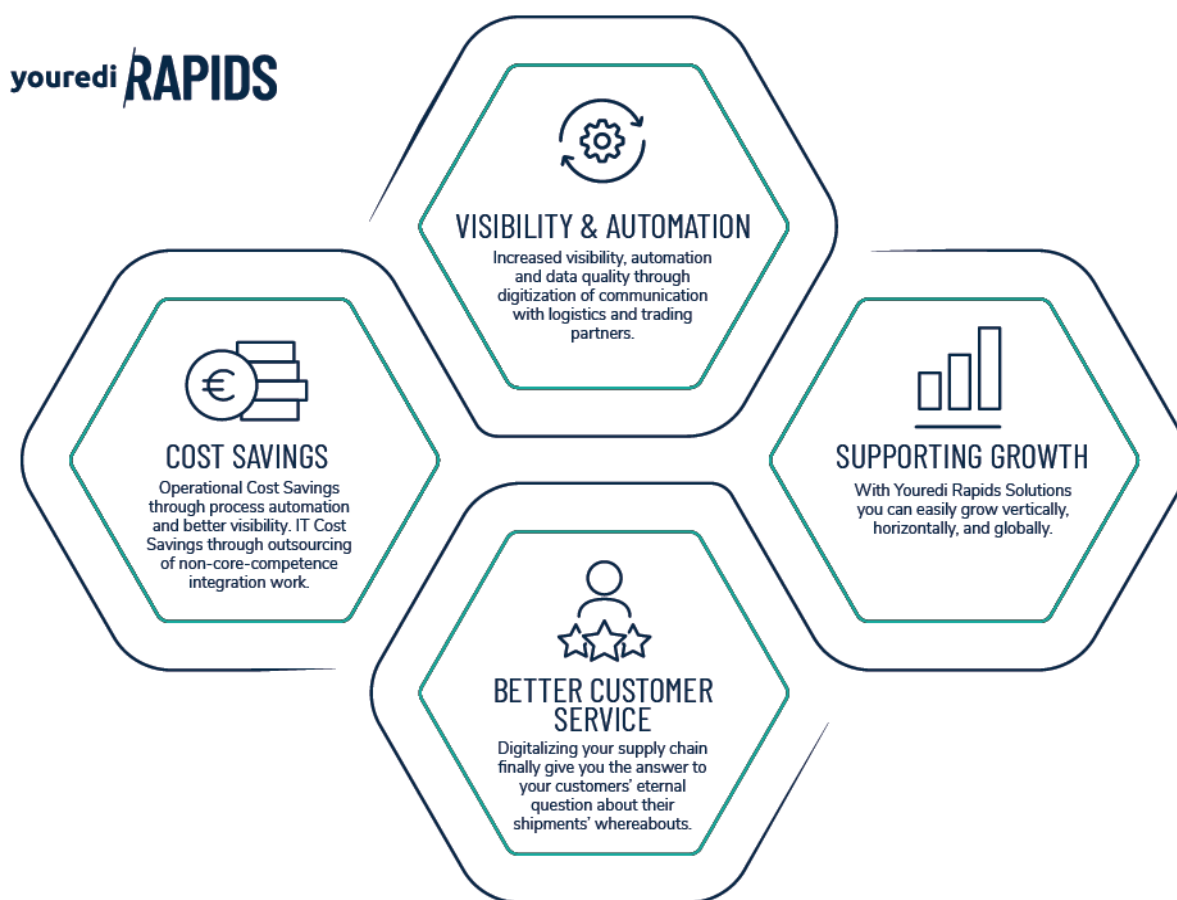 youredi RAPIDS
VISIBILITY & AUTOMATION
Increased visibility, automation
and data quality through
digitization of communication
with logistics and trading
partners.
€
COST SAVINGS
Operational Cost Savings
through process automation
and better visibility. IT Cost
Savings through outsourcing
of non-core-competence
integration work.
SUPPORTING GROWTH
With Youredi Rapids Solutions
you can easily grow vertically,
horizontally, and globally.
BETTER CUSTOMER
SERVICE
Digitalizing your supply chain
finally give you the answer to
your customers’ eternal
question about their
shipments’ whereabouts.